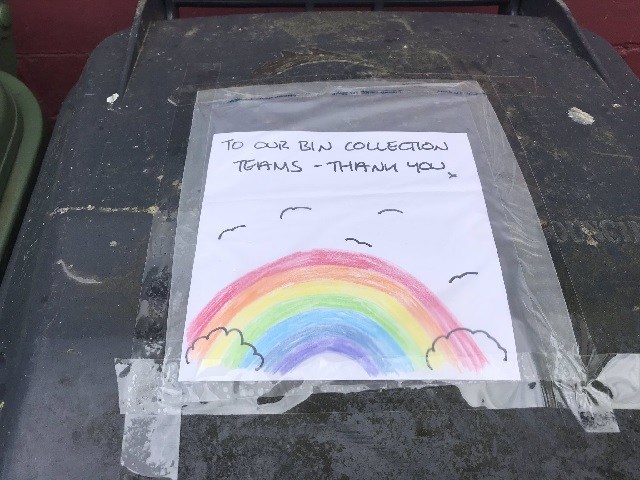 TO OUR BIN COLLECTION
TEAMS - THANK YOU
x